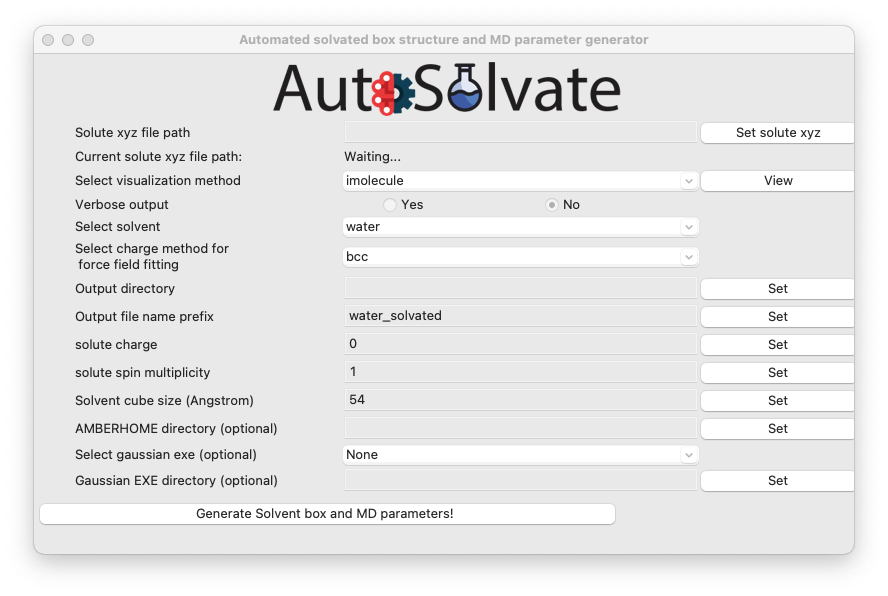 Automated solvated box structure and MD parameter generator
AutoSolvate
Solute xyz file path Set solute xyz
Current solute xyz file path: Waiting...
Select visualization method imolecule View
Verbose output Yes No
Select solvent water
Select charge method for
force field fitting bcc
Output directory Set
Output file name prefix water_solvated Set
solute charge 0 Set
solute spin multiplicity 1 Set
Solvent cube size (Angstrom) 54 Set
AMBERHOME directory (optional) Set
Select gaussian exe (optional) None
Gaussian EXE directory (optional) Set
Generate Solvent box and MD parameters!